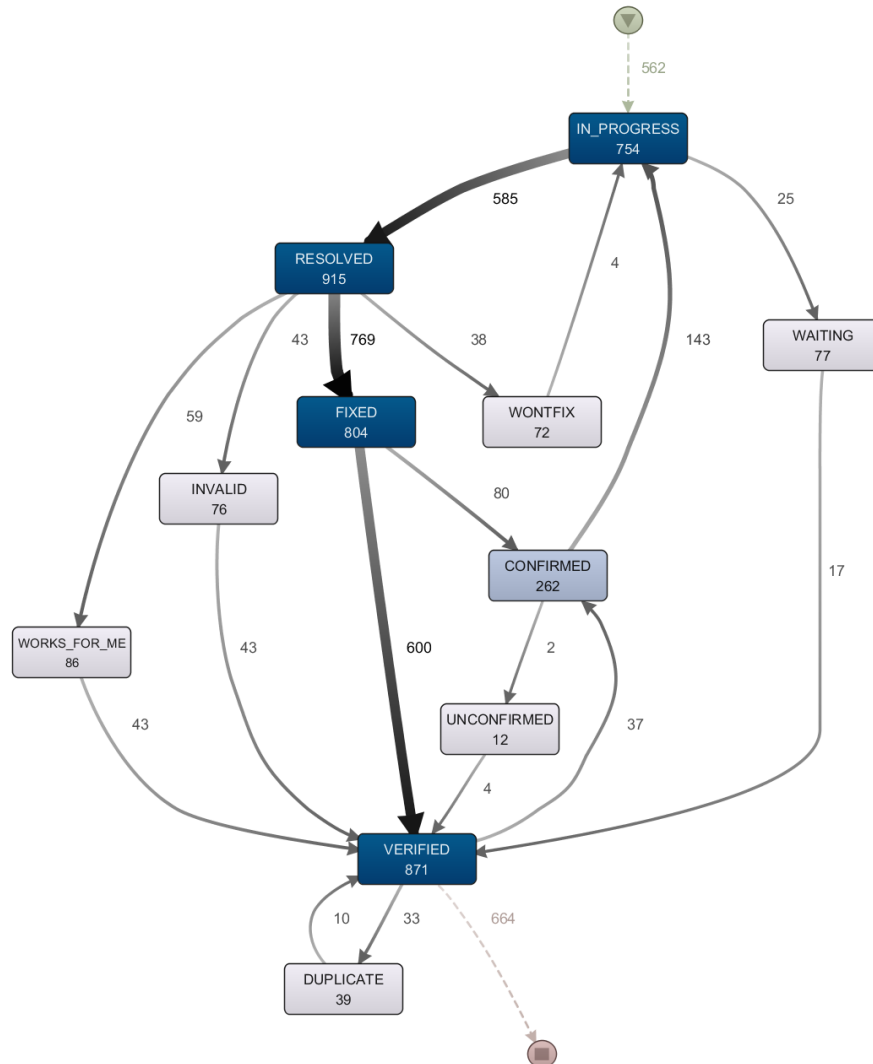 562
IN_PROGRESS
754
585
25
RESOLVED
915
4
43
769
38
143
WAITING
77
59
FIXED
804
WONTFIX
72
INVALID
76
80
CONFIRMED
262
17
WORKS_FOR_ME
86
43
600
2
43
UNCONFIRMED
12
37
4
VERIFIED
871
10
33
664
DUPLICATE
39